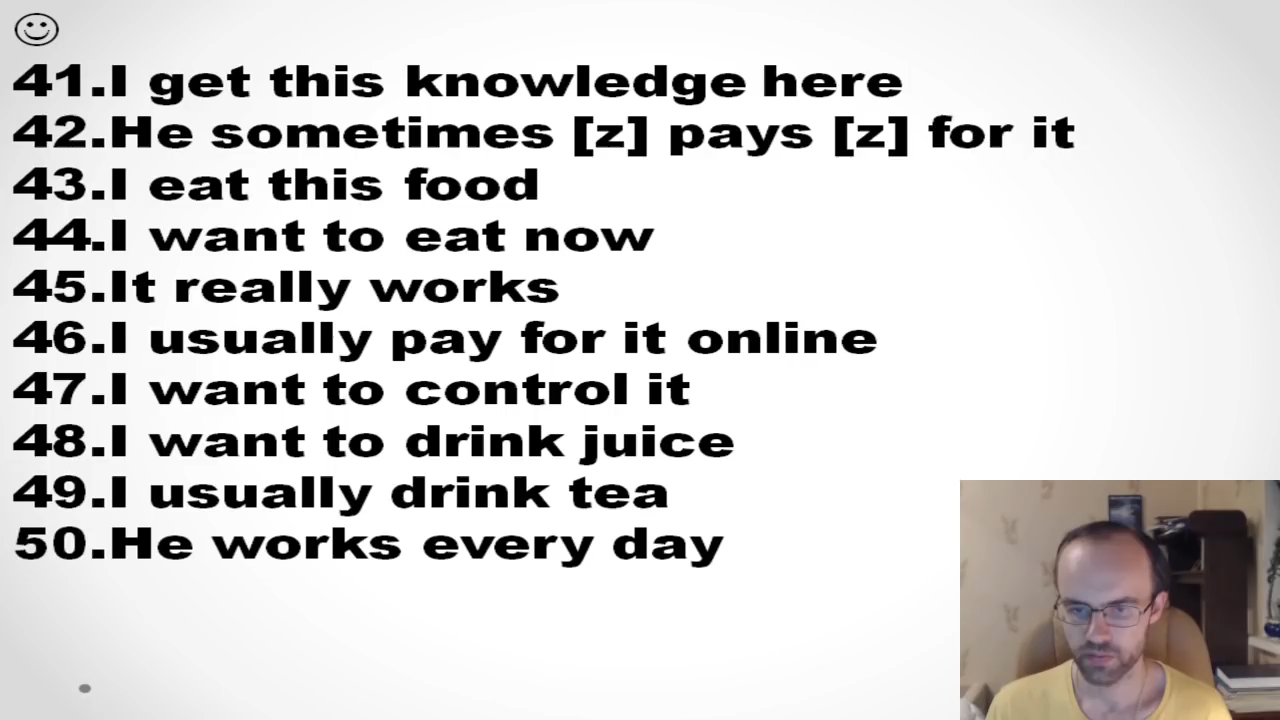 41.I get this knowledge here
42.He sometimes [z] pays [z] for it
43.I eat this food
44.I want to eat now
45.It really works
46.I usually pay for it online
47.I want to control it
48.I want to drink juice
49.I usually drink tea
50.He works every day